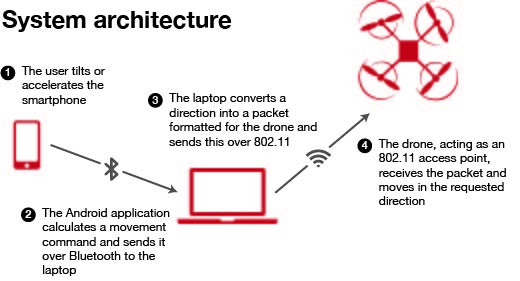 System architecture
1 The user tilts or
accelerates the
smartphone
2 The Android application
calculates a movement
command and sends it
over Bluetooth to the
laptop
3 The laptop converts a
direction into a packet
formatted for the drone and
sends this over 802.11
4 The drone, acting as an
802.11 access point,
receives the packet and
moves in the requested
direction